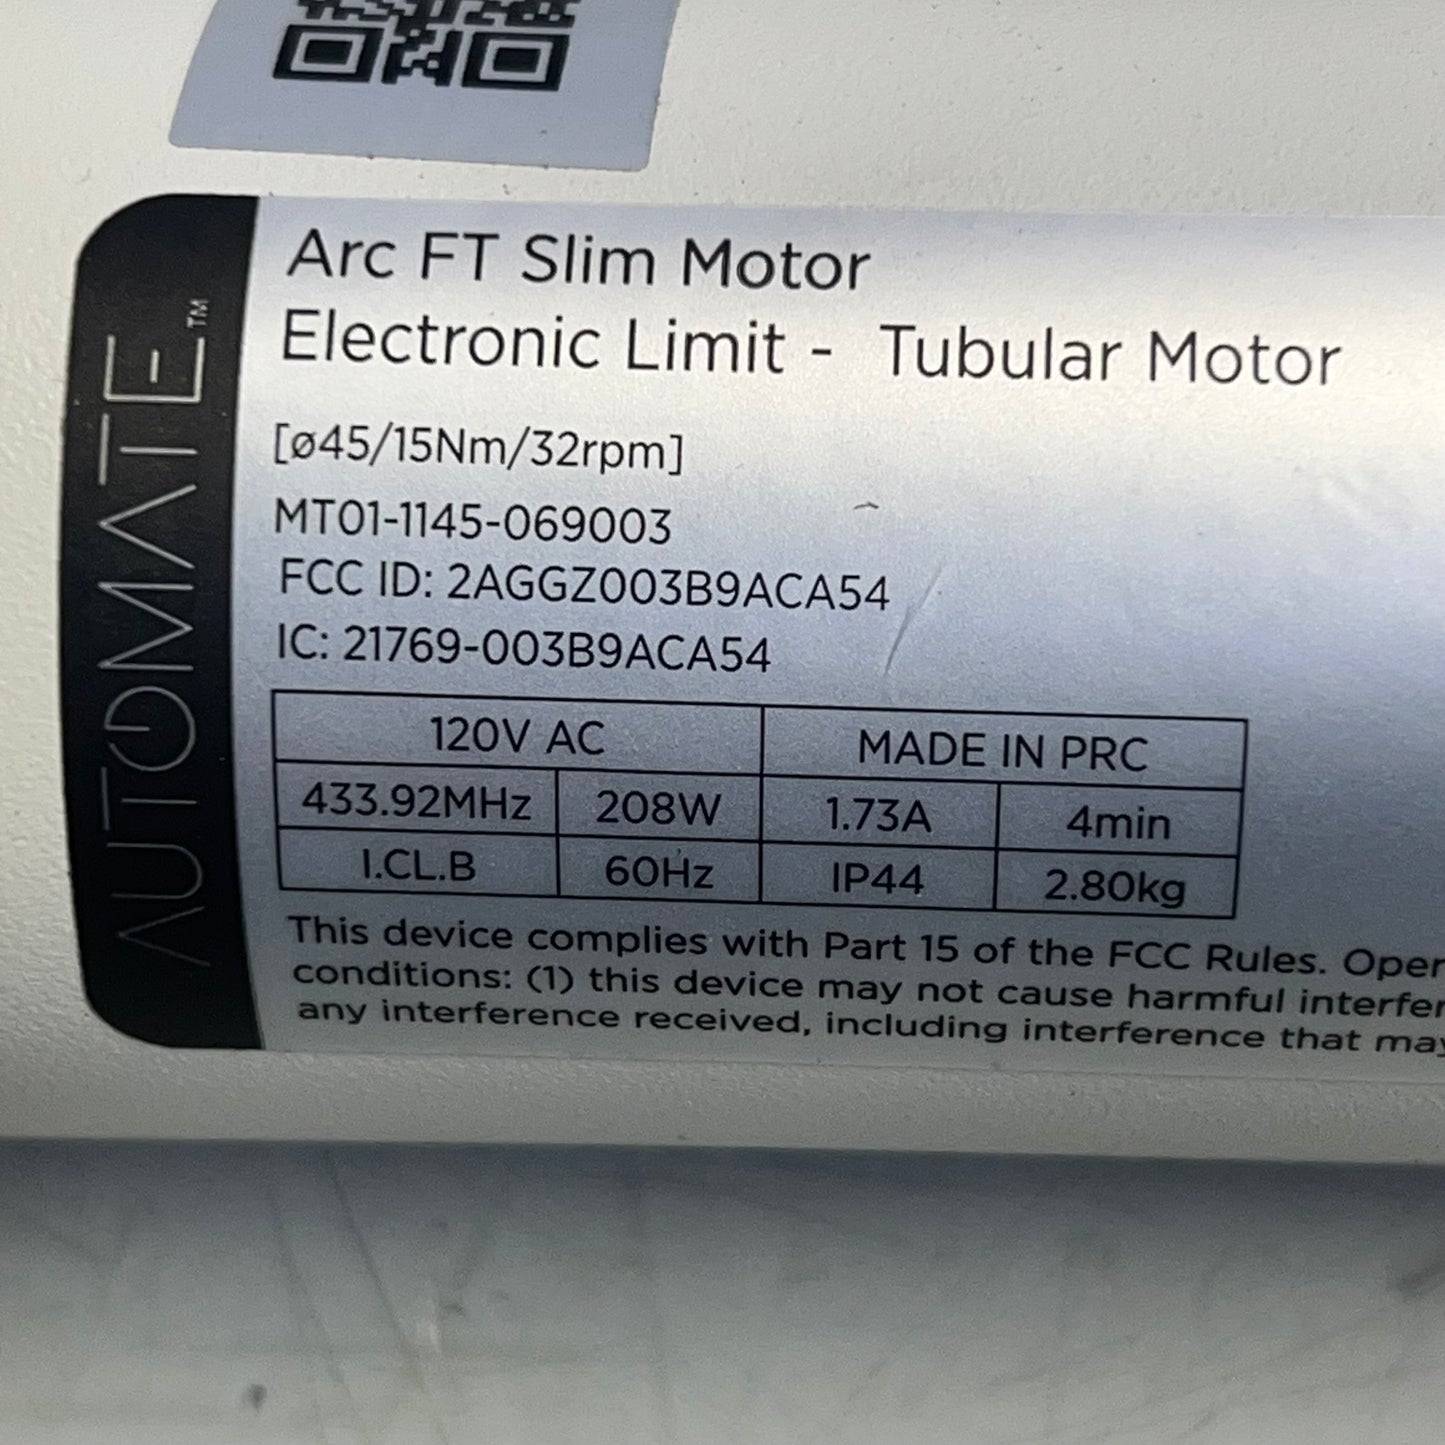 AUTOMATE™
Arc FT Slim Motor
Electronic Limit - Tubular Motor
[ø45/15Nm/32rpm]
MT01-1145-069003
FCC ID: 2AGGZ003B9ACA54
IC: 21769-003B9ACA54
120V AC MADE IN PRC
433.92MHz 208W 1.73A 4min
I.CL.B 60Hz IP44 2.80kg
This device complies with Part 15 of the FCC Rules. Oper
conditions: (1) this device may not cause harmful interfer
any interference received, including interference that may